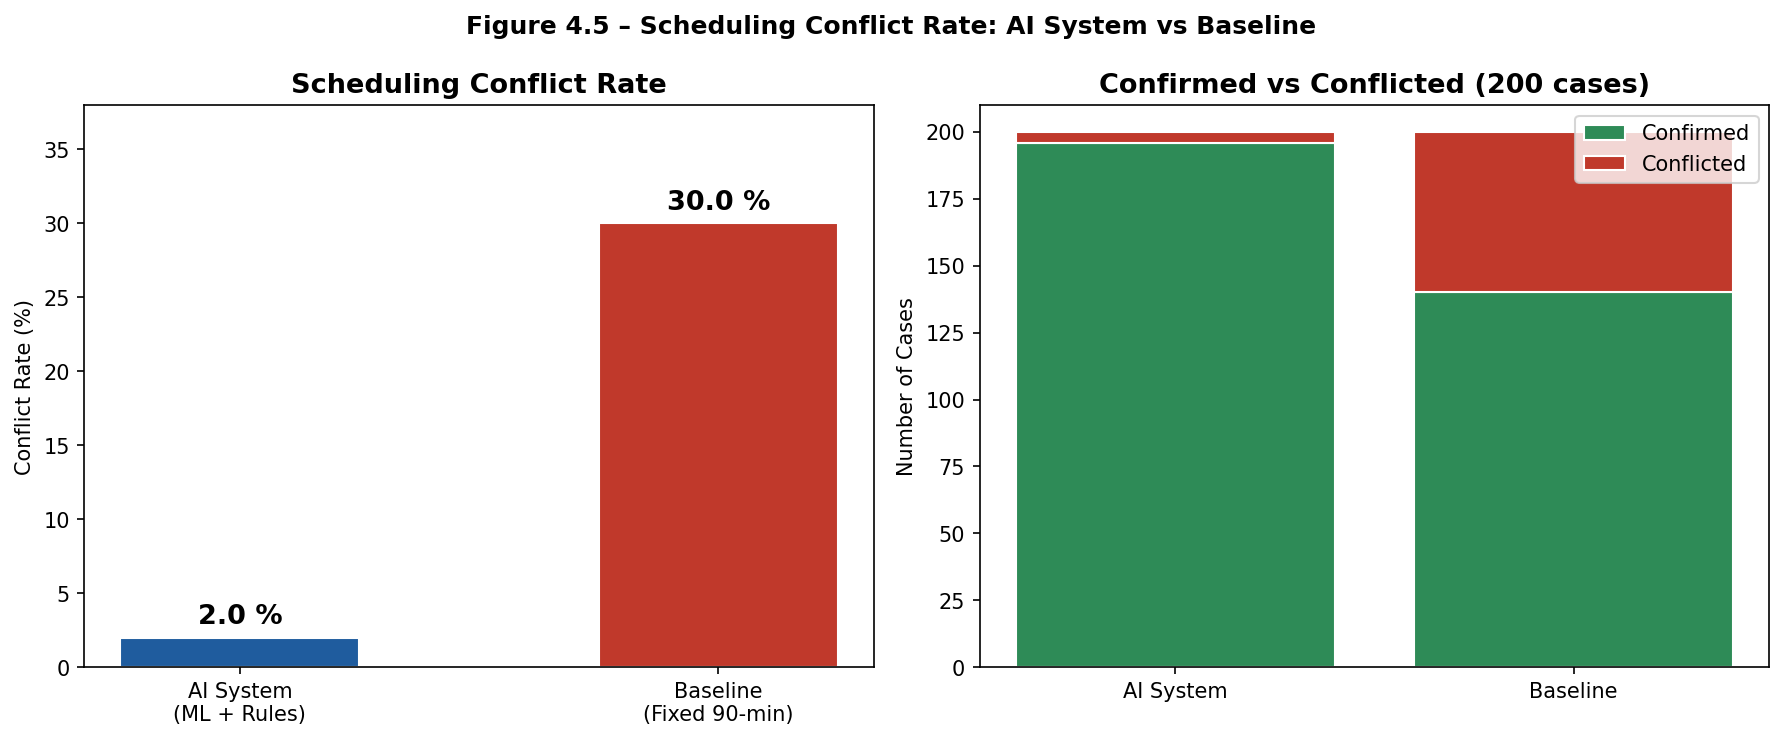 Figure 4.5 – Scheduling Conflict Rate: AI System vs Baseline
Scheduling Conflict Rate
Conflict Rate (%)
35
30
25
20
15
10
5
0
2.0 %
30.0 %
AI System
(ML + Rules)
Baseline
(Fixed 90-min)
Confirmed vs Conflicted (200 cases)
Number of Cases
200
175
150
125
100
75
50
25
0
Confirmed
Conflicted
AI System
Baseline